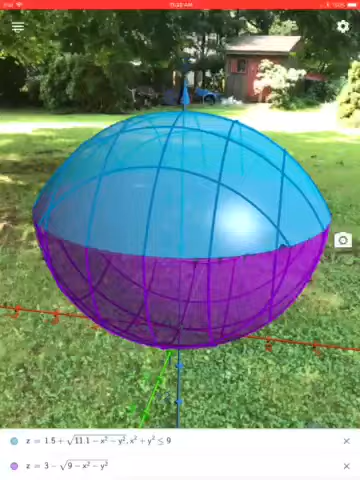 z = 1.5 + √11.1 − x² − y², x² + y² ≤ 9
z = 3 − √9 − x² − y²